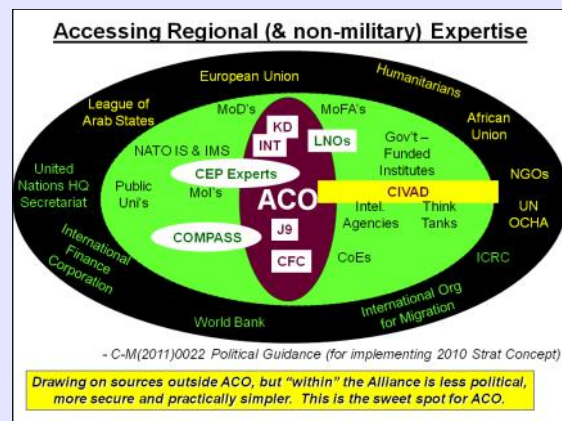 Accessing Regional (& non-military) Expertise
European Union
Humanitarians
League of
Arab States
African
Union
MoD's
MoFA's
KD
INT
LNOs
Gov't –
Funded
Institutes
NATO IS & IMS
United
Nations HQ
Secretariat
Public
Uni's
CEP Experts
MoI's
ACO
CIVAD
NGOs
UN
OCHA
Intel.
Agencies
Think
Tanks
COMPASS
J9
CFC
CoEs
ICRC
International
Finance
Corporation
World Bank
International Org
for Migration
- C-M(2011)0022 Political Guidance (for implementing 2010 Strat Concept)
Drawing on sources outside ACO, but “within” the Alliance is less political,
more secure and practically simpler. This is the sweet spot for ACO.